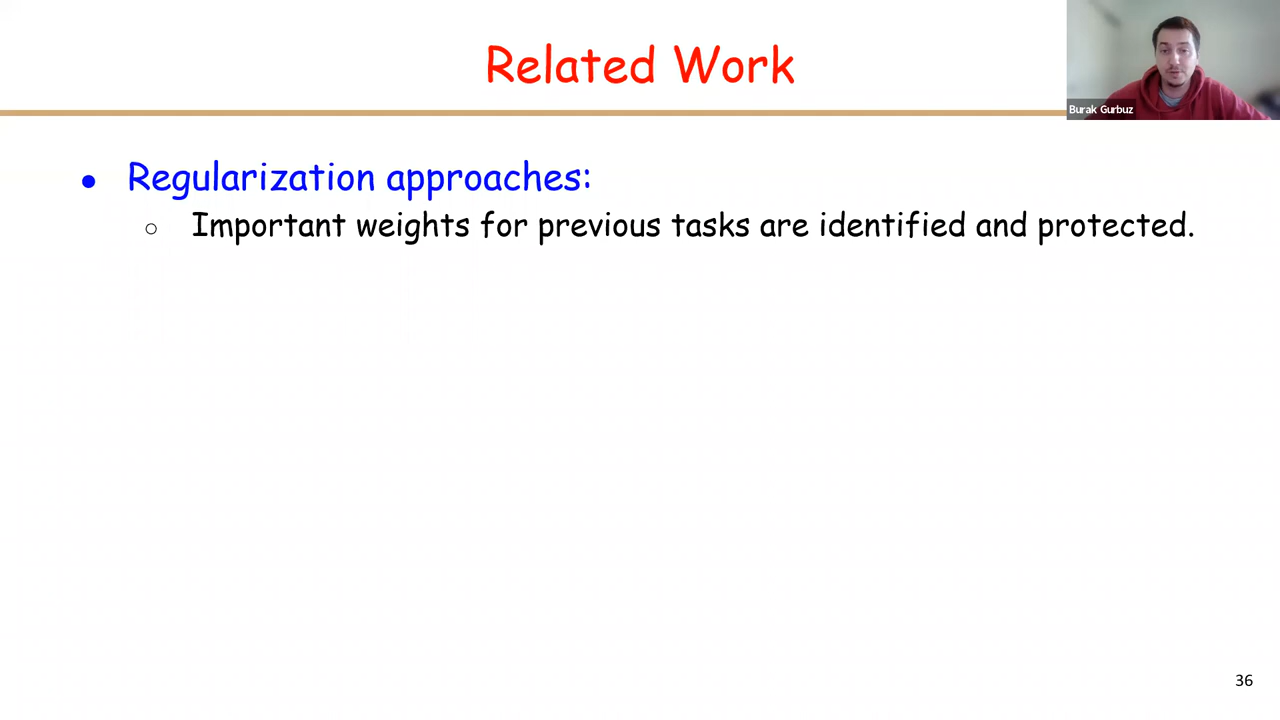 Related Work
Burak Gurbuz
● Regularization approaches:
○ Important weights for previous tasks are identified and protected.
36